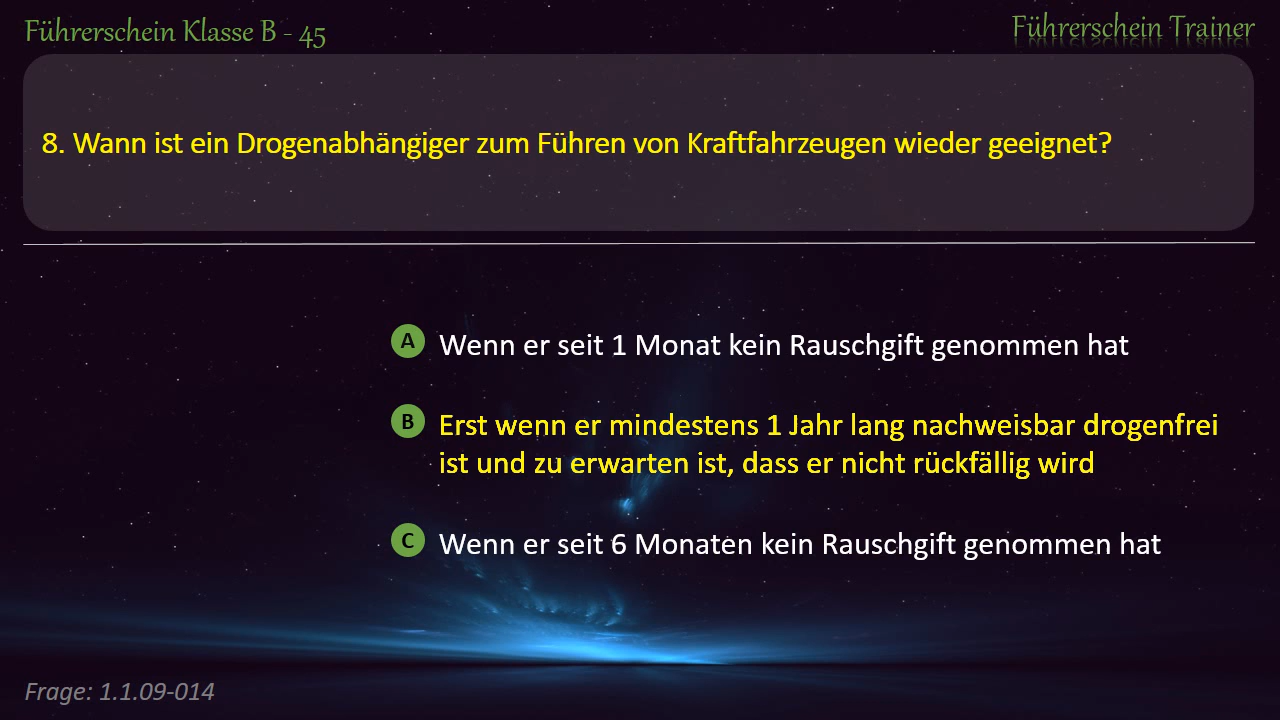 Führerschein Klasse B - 45
Führerschein Trainer
8. Wann ist ein Drogenabhängiger zum Führen von Kraftfahrzeugen wieder geeignet?
A Wenn er seit 1 Monat kein Rauschgift genommen hat
B Erst wenn er mindestens 1 Jahr lang nachweisbar drogenfrei
ist und zu erwarten ist, dass er nicht rückfällig wird
C Wenn er seit 6 Monaten kein Rauschgift genommen hat
Frage: 1.1.09-014